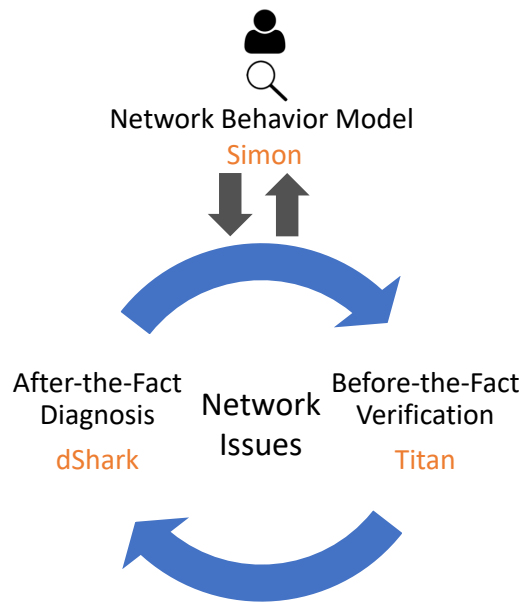 Network Behavior Model
Simon
After-the-Fact
Diagnosis
dShark
Network
Issues
Before-the-Fact
Verification
Titan